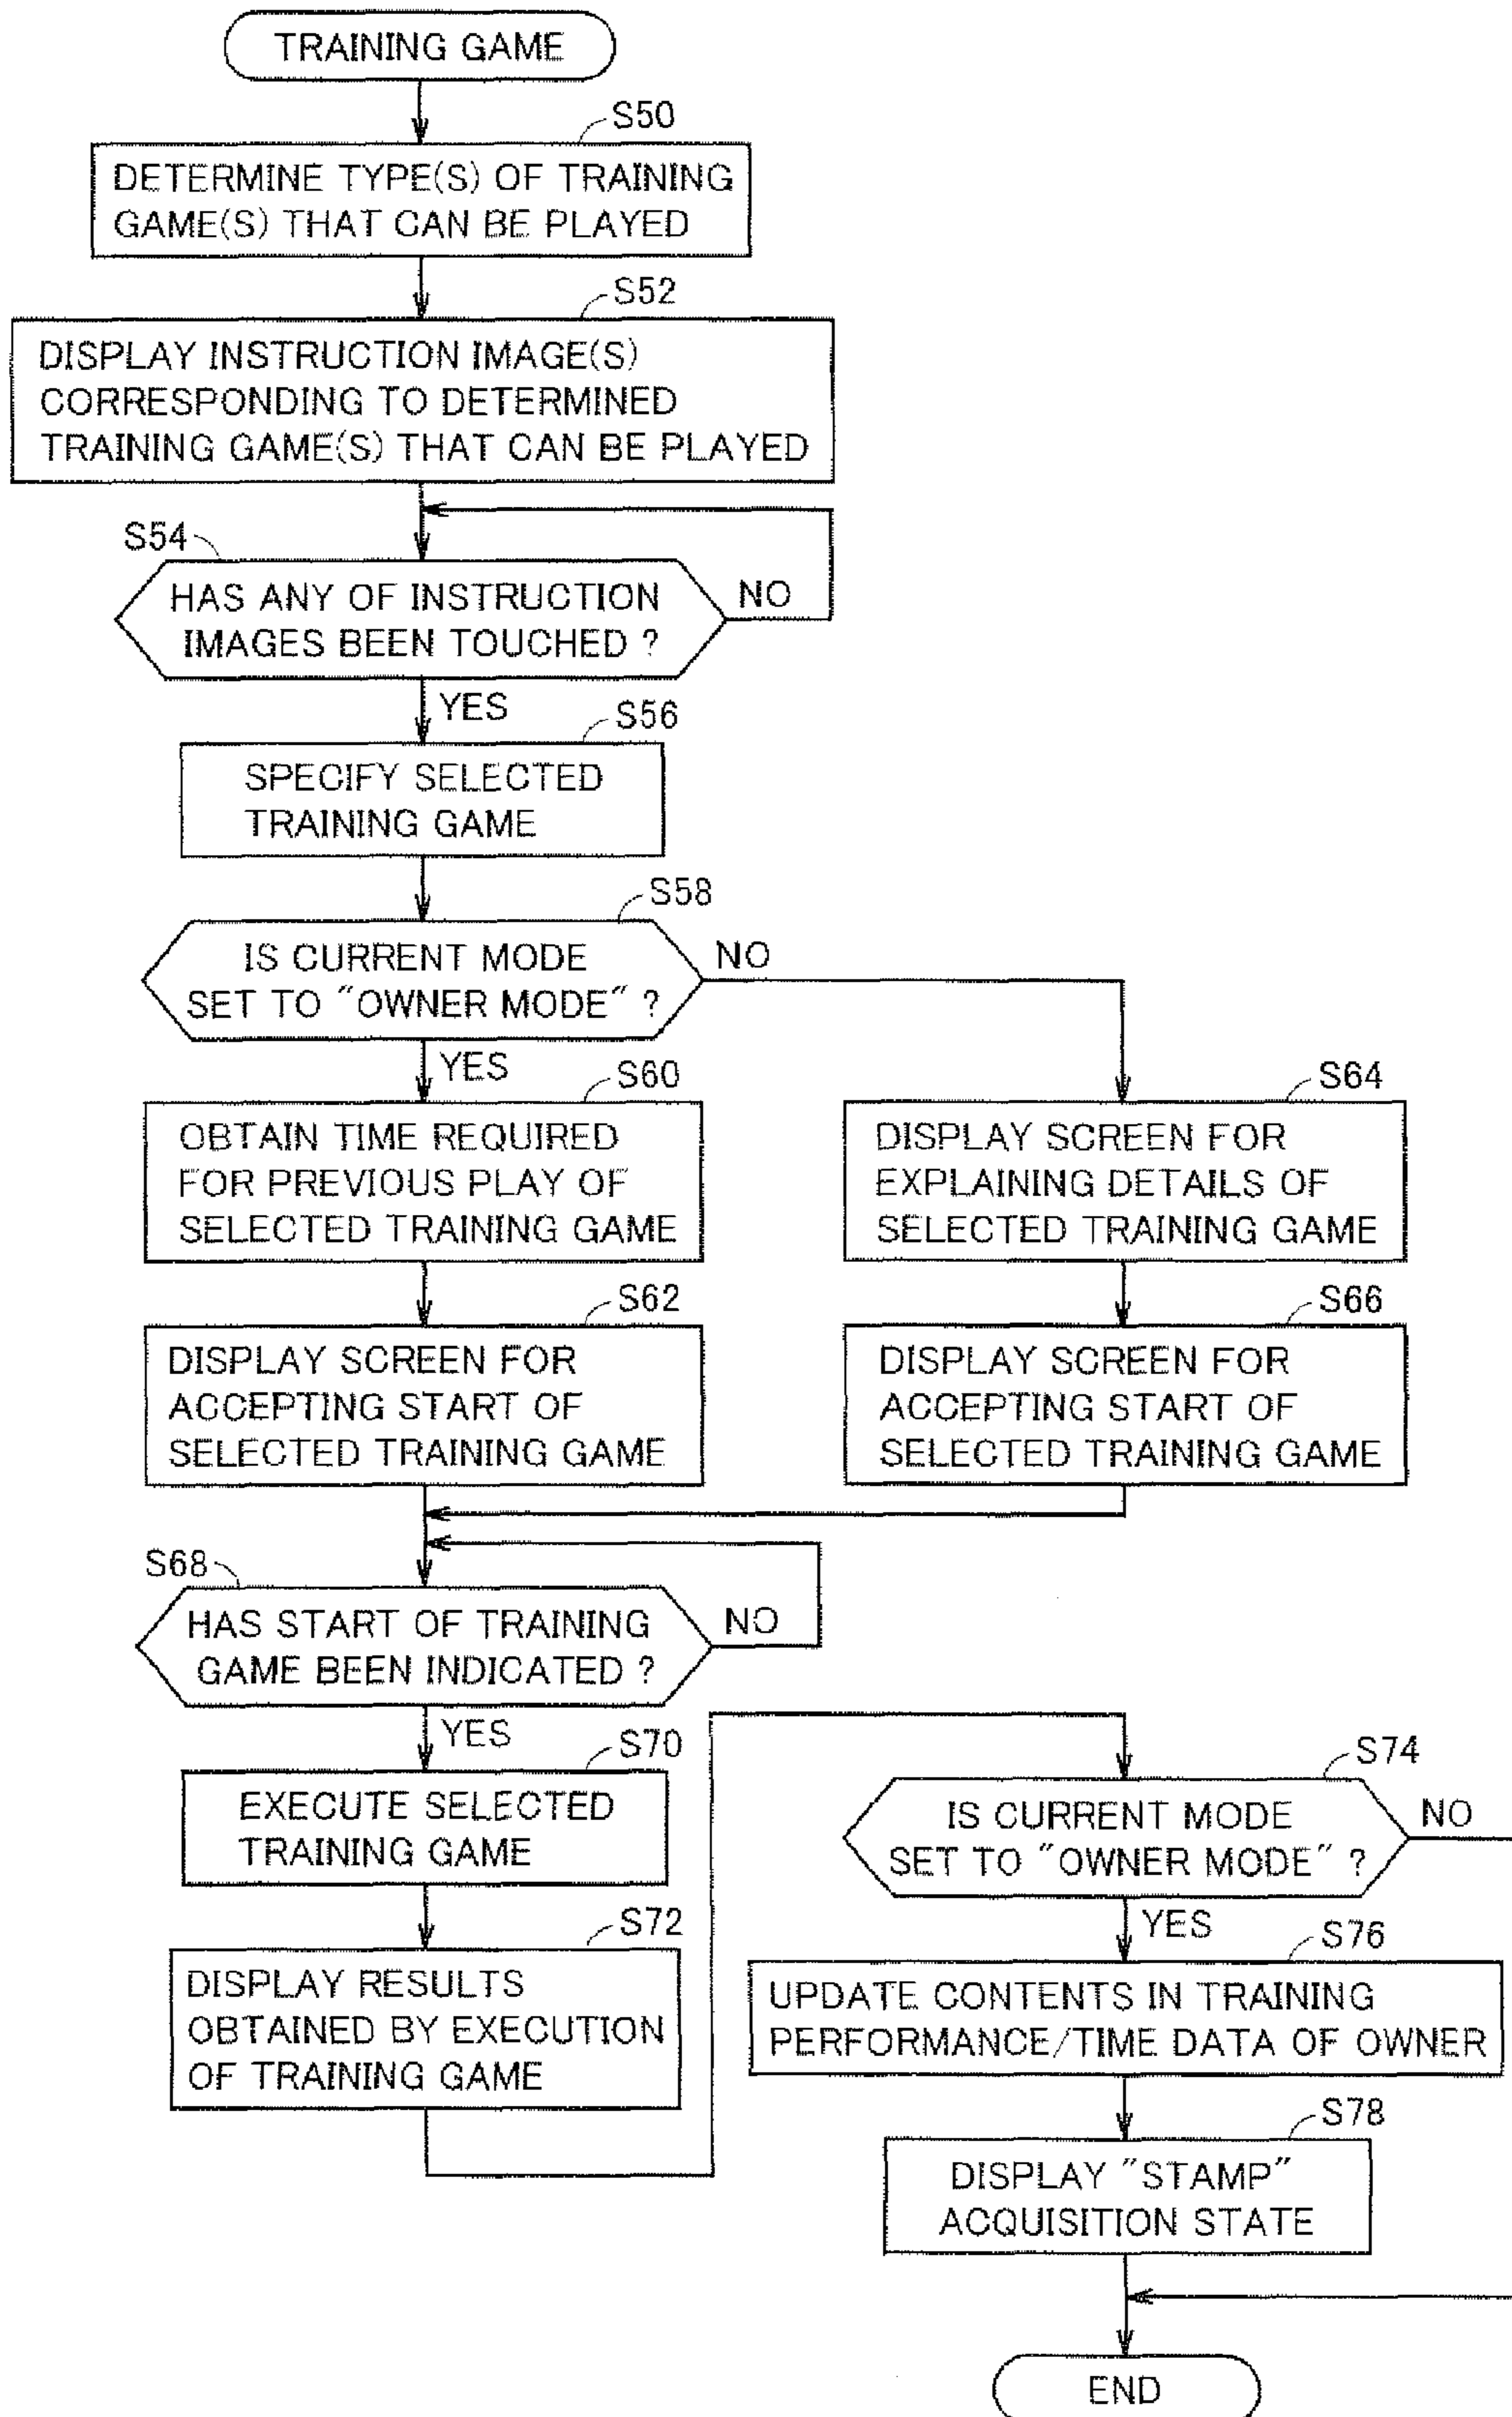 TRAINING GAME
S50
DETERMINE TYPE(S) OF TRAINING
GAME(S) THAT CAN BE PLAYED
S52
DISPLAY INSTRUCTION IMAGE(S)
CORRESPONDING TO DETERMINED
TRAINING GAME(S) THAT CAN BE PLAYED
S54
HAS ANY OF INSTRUCTION
IMAGES BEEN TOUCHED ?
NO
YES
S56
SPECIFY SELECTED
TRAINING GAME
S58
IS CURRENT MODE
SET TO "OWNER MODE" ?
NO
YES
S60
OBTAIN TIME REQUIRED
FOR PREVIOUS PLAY OF
SELECTED TRAINING GAME
S64
DISPLAY SCREEN FOR
EXPLAINING DETAILS OF
SELECTED TRAINING GAME
S62
DISPLAY SCREEN FOR
ACCEPTING START OF
SELECTED TRAINING GAME
S66
DISPLAY SCREEN FOR
ACCEPTING START OF
SELECTED TRAINING GAME
S68
HAS START OF TRAINING
GAME BEEN INDICATED ?
NO
YES
S70
EXECUTE SELECTED
TRAINING GAME
S72
DISPLAY RESULTS
OBTAINED BY EXECUTION
OF TRAINING GAME
S74
IS CURRENT MODE
SET TO "OWNER MODE" ?
NO
YES
S76
UPDATE CONTENTS IN TRAINING
PERFORMANCE/TIME DATA OF OWNER
S78
DISPLAY "STAMP"
ACQUISITION STATE
END